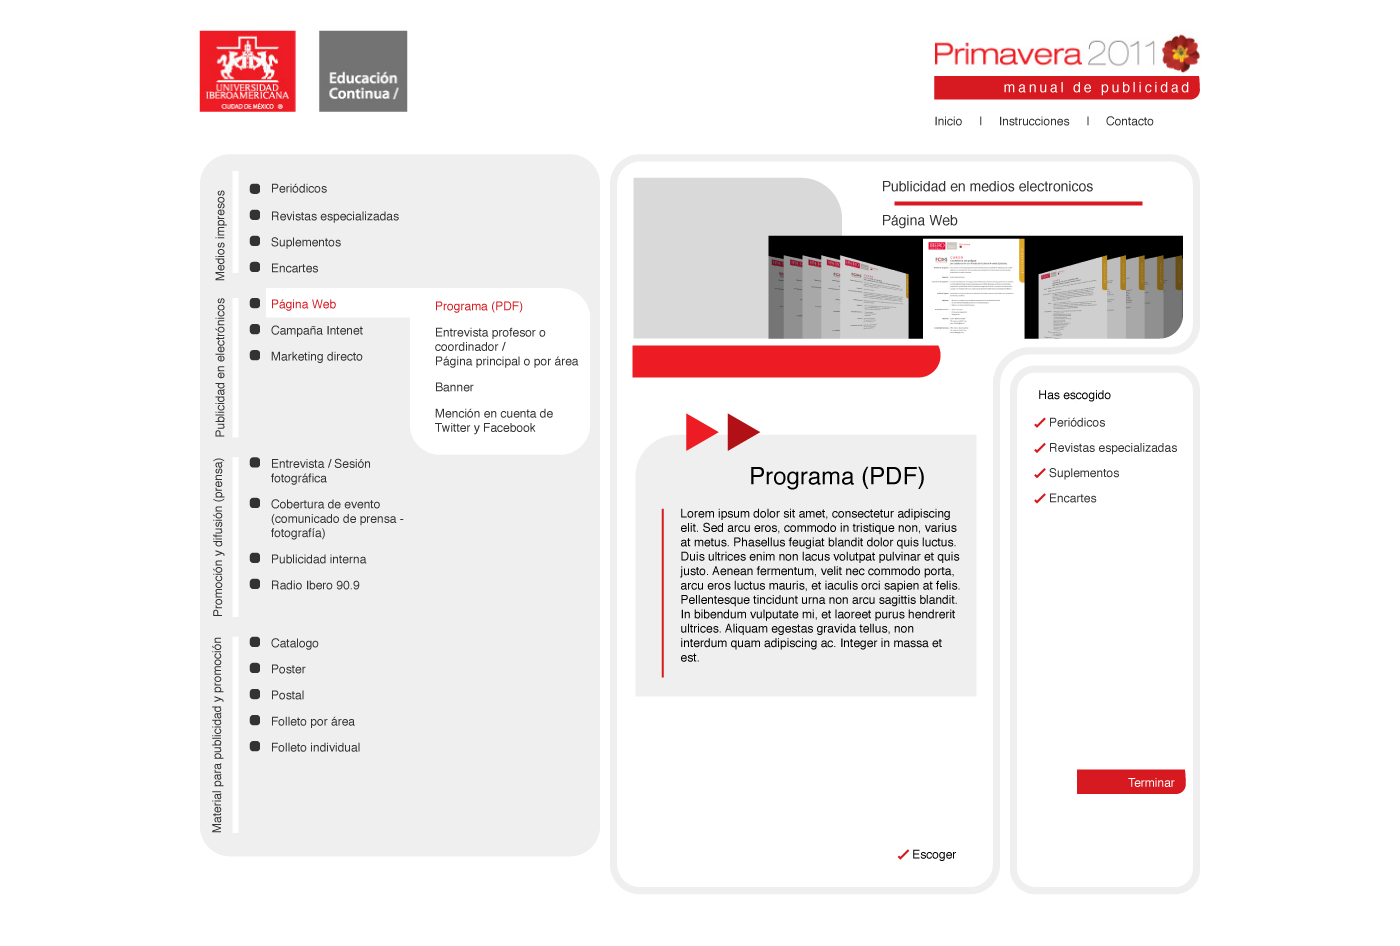 UNIVERSIDAD
IBEROAMERICANA
CIUDAD DE MÉXICO ®
Educación
Continua /
Primavera 2011
manual de publicidad
Inicio | Instrucciones | Contacto
Medios impresos
Periódicos
Revistas especializadas
Suplementos
Encartes
Publicidad en electrónicos
Página Web
Campaña Intenet
Marketing directo
Programa (PDF)
Entrevista profesor o
coordinador /
Página principal o por área
Banner
Mención en cuenta de
Twitter y Facebook
Promoción y difusión (prensa)
Entrevista / Sesión
fotográfica
Cobertura de evento
(comunicado de prensa -
fotografía)
Publicidad interna
Radio Ibero 90.9
Material para publicidad y promoción
Catalogo
Poster
Postal
Folleto por área
Folleto individual
Publicidad en medios electronicos
Página Web
Programa (PDF)
Lorem ipsum dolor sit amet, consectetur adipiscing
elit. Sed arcu eros, commodo in tristique non, varius
at metus. Phasellus feugiat blandit dolor quis luctus.
Duis ultrices enim non lacus volutpat pulvinar et quis
justo. Aenean fermentum, velit nec commodo porta,
arcu eros luctus mauris, et iaculis orci sapien at felis.
Pellentesque tincidunt urna non arcu sagittis blandit.
In bibendum vulputate mi, et laoreet purus hendrerit
ultrices. Aliquam egestas gravida tellus, non
interdum quam adipiscing ac. Integer in massa et
est.
Escoger
Has escogido
Periódicos
Revistas especializadas
Suplementos
Encartes
Terminar